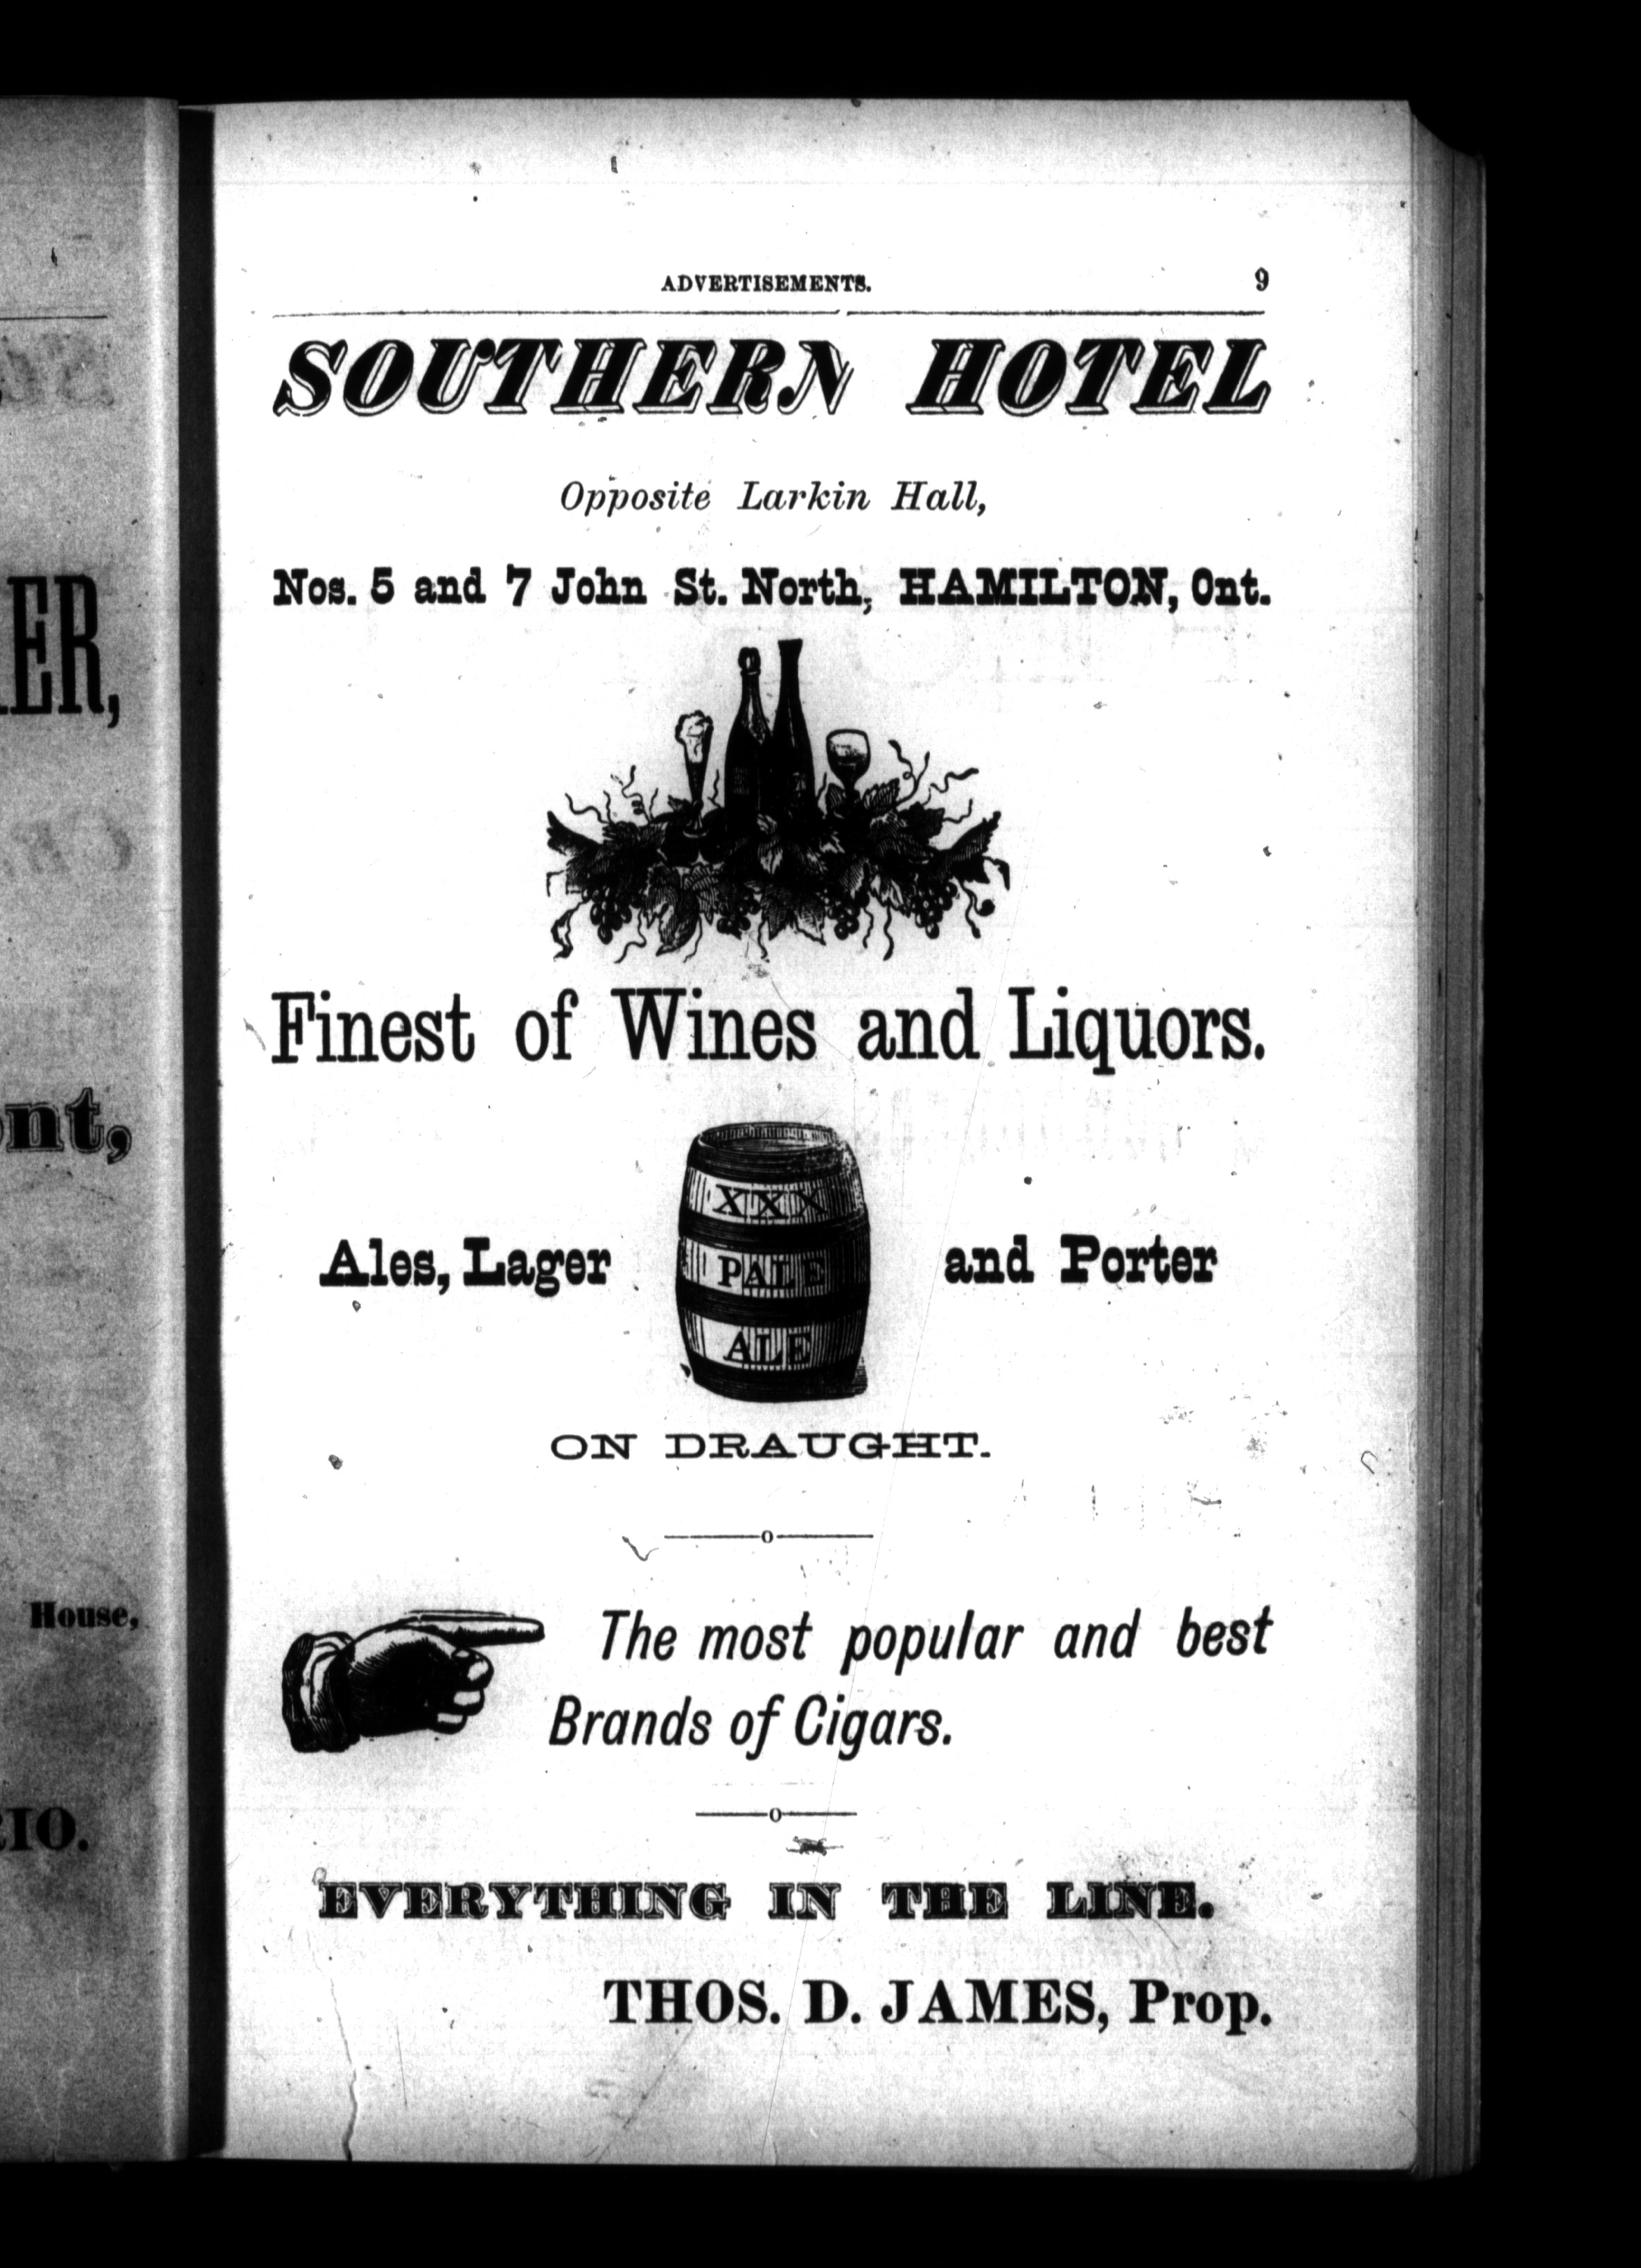 ER,
nt,
House,
IO.
ADVERTISEMENTS. 9
SOUTHERN HOTEL
Opposite Larkin Hall,
Nos. 5 and 7 John St. North, HAMILTON, Ont.
Finest of Wines and Liquors.
XXX
PALE
ALE
Ales, Lager and Porter
ON DRAUGHT.
The most popular and best
Brands of Cigars.
EVERYTHING IN THE LINE.
THOS. D. JAMES, Prop.